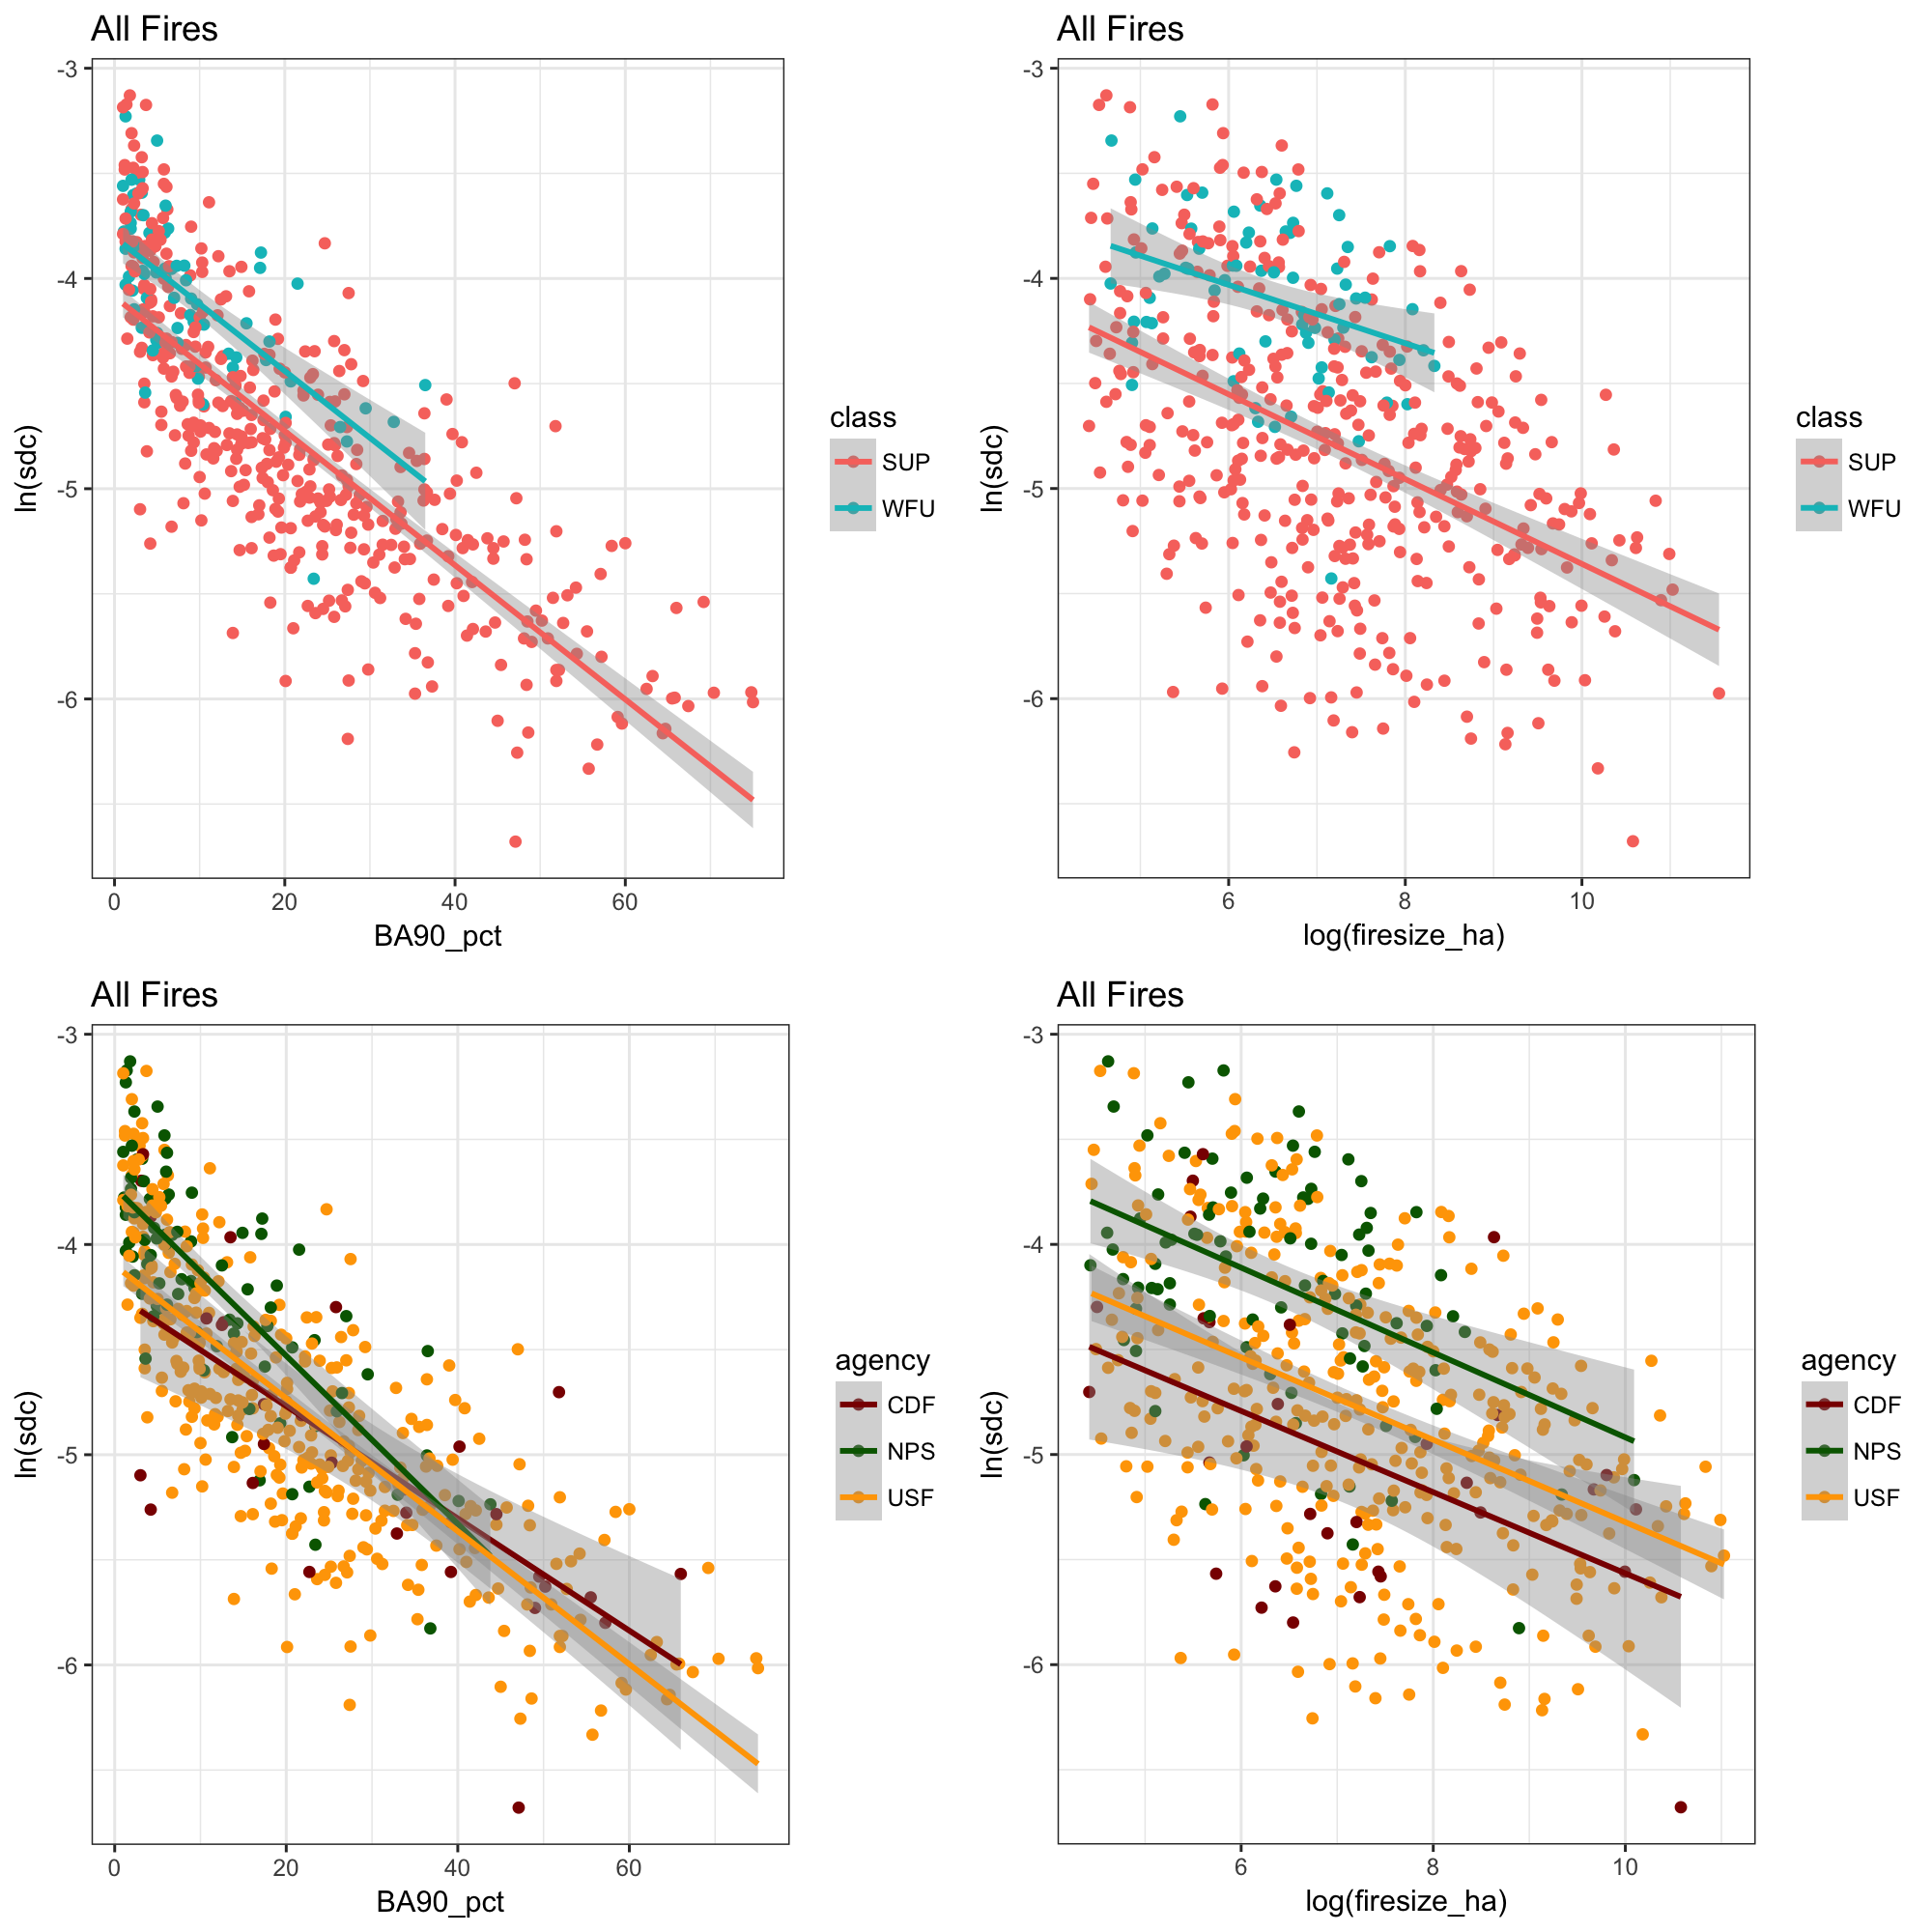 All Fires
-3
-4
-5
-6
ln(sdc)
0 20 40 60
BA90_pct
class
SUP
WFU
All Fires
-3
-4
-5
-6
ln(sdc)
6 8 10
log(firesize_ha)
class
SUP
WFU
All Fires
-3
-4
-5
-6
ln(sdc)
0 20 40 60
BA90_pct
agency
CDF
NPS
USF
All Fires
-3
-4
-5
-6
ln(sdc)
6 8 10
log(firesize_ha)
agency
CDF
NPS
USF